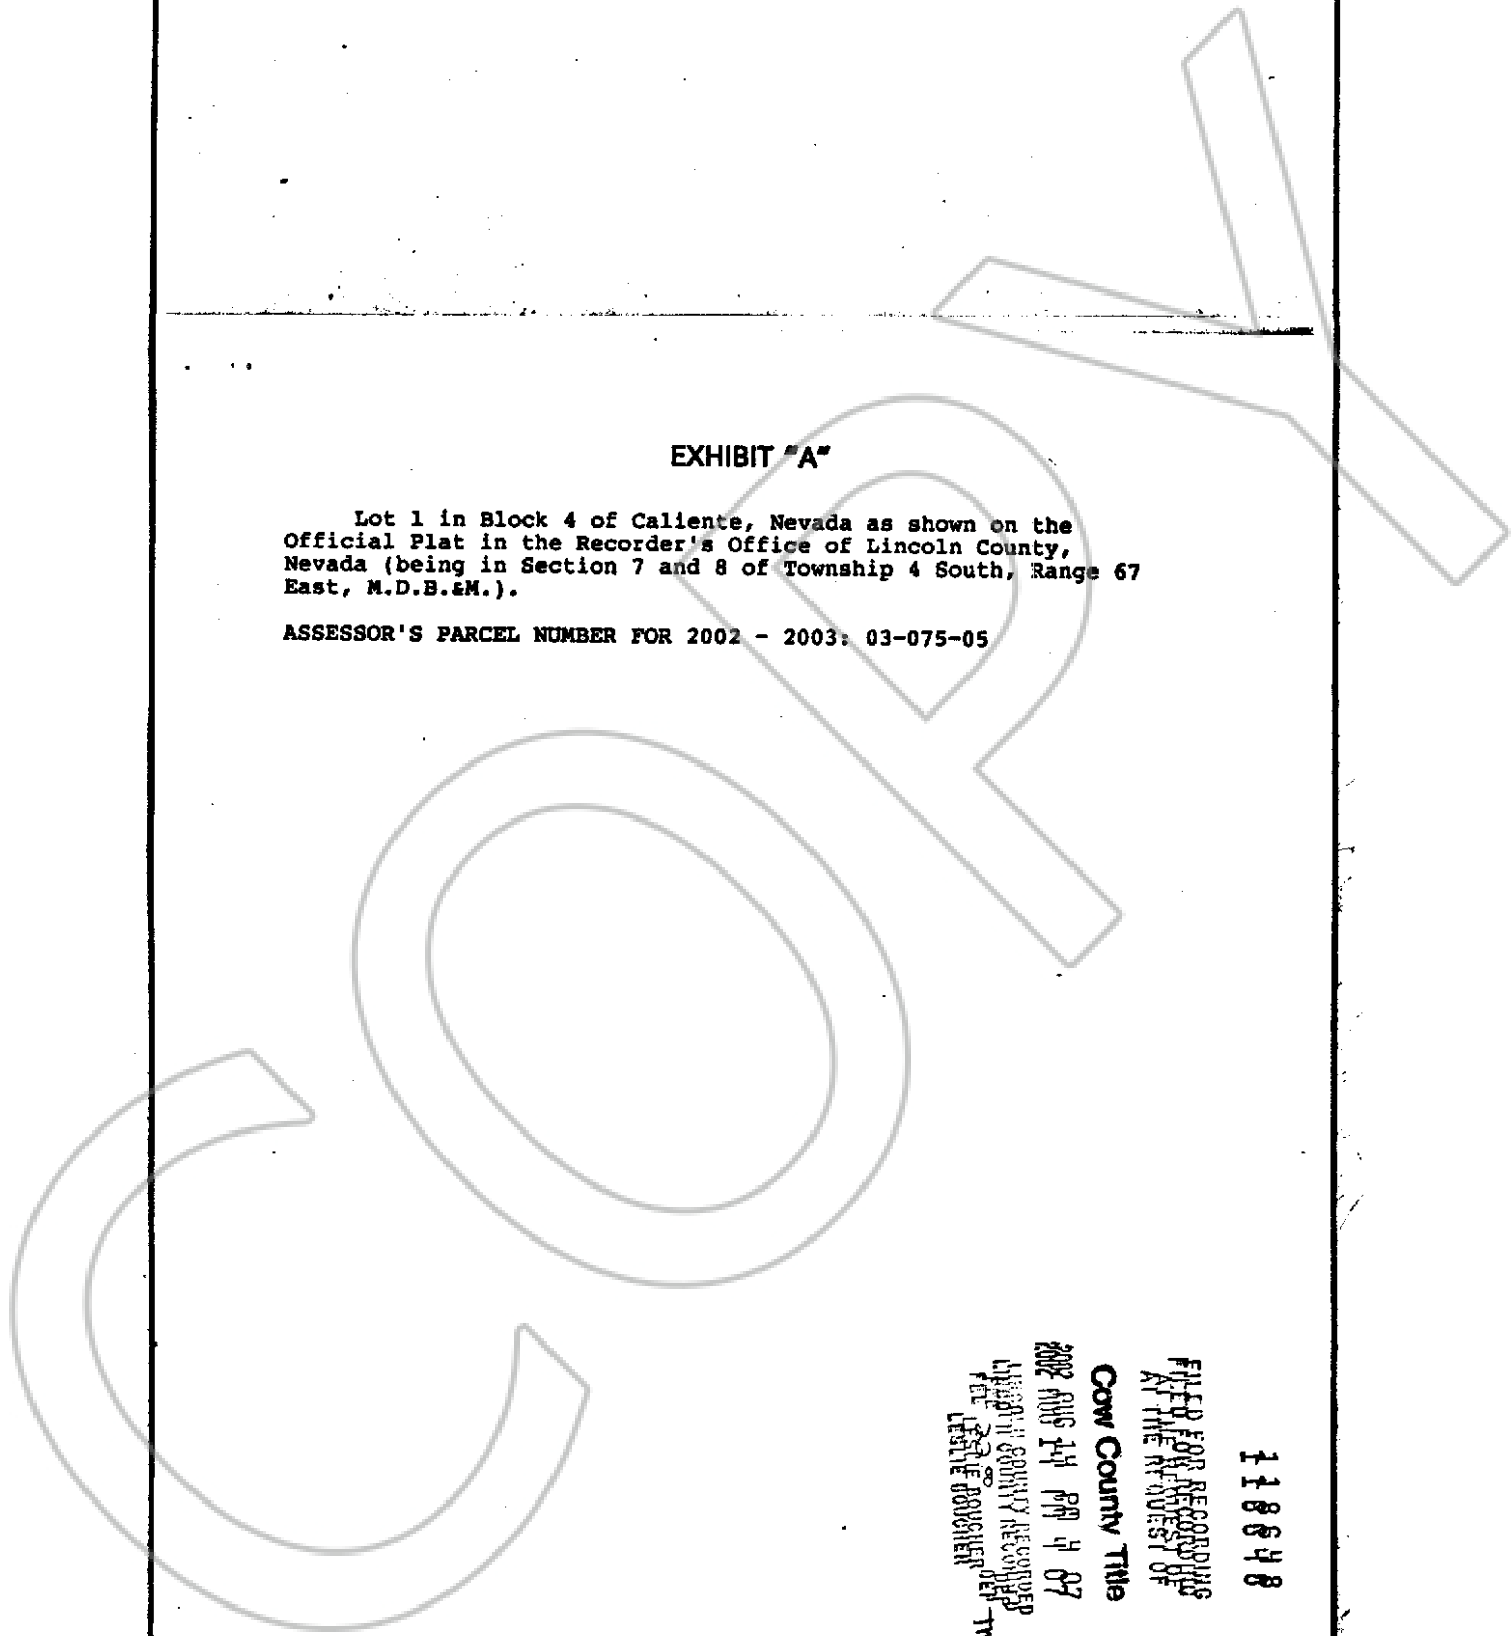 EXHIBIT "A"
Lot 1 in Block 4 of Caliente, Nevada as shown on the
Official Plat in the Recorder's Office of Lincoln County,
Nevada (being in Section 7 and 8 of Township 4 South, Range 67
East, M.D.B.&M.).
ASSESSOR'S PARCEL NUMBER FOR 2002 - 2003: 03-075-05
COPY
118648
FILED FOR RECORDING
AT THE REQUEST OF
Cow County Title
2002 AUG 14 PM 4 07
LINCOLN COUNTY RECORDER
LESLIE BOUCHER